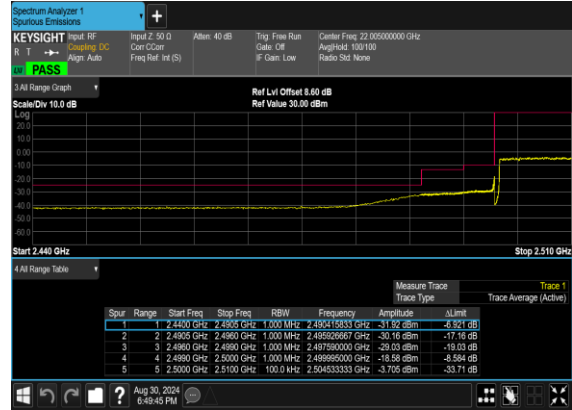 Spectrum Analyzer 1
Spurious Emissions
+
KEYSIGHT Input: RF Input Z: 50 Ω Atten: 40 dB Trig: Free Run Center Freq: 22.005000000 GHz
R T Coupling: DC Corr CCorr Gate: Off Avg|Hold: 100/100
Align: Auto Freq Ref: Int (S) IF Gain: Low Radio Std: None
PASS
3 All Range Graph
Ref Lvl Offset 8.60 dB
Scale/Div 10.0 dB Ref Value 30.00 dBm
Log
20.0
10.0
0.00
-10.0
-20.0
-30.0
-40.0
-50.0
-60.0
Start 2.440 GHz Stop 2.510 GHz
4 All Range Table
Measure Trace Trace 1
Trace Type Trace Average (Active)
Spur Range Start Freq Stop Freq RBW Frequency Amplitude ΔLimit
1 1 2.4400 GHz 2.4905 GHz 1.000 MHz 2.490415833 GHz -31.92 dBm -6.921 dB
2 2 2.4905 GHz 2.4960 GHz 1.000 MHz 2.495926667 GHz -30.16 dBm -17.16 dB
3 3 2.4960 GHz 2.4990 GHz 1.000 MHz 2.497590000 GHz -29.03 dBm -19.03 dB
4 4 2.4990 GHz 2.5000 GHz 1.000 MHz 2.499995000 GHz -18.58 dBm -8.584 dB
5 5 2.5000 GHz 2.5100 GHz 100.0 kHz 2.504533333 GHz -3.705 dBm -33.71 dB
? Aug 30, 2024
6:49:45 PM